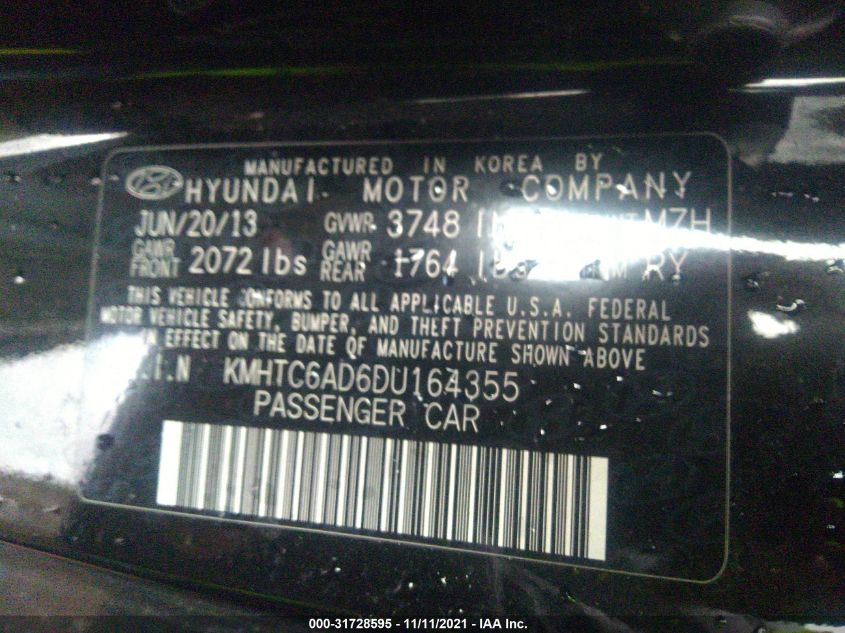 MANUFACTURED IN KOREA BY
HYUNDAI MOTOR COMPANY
JUN/20/13 GVWR 3748 MZH
GAWR FRONT 2072 lbs GAWR REAR 1764 RY
THIS VEHICLE CONFORMS TO ALL APPLICABLE U.S.A. FEDERAL
MOTOR VEHICLE SAFETY, BUMPER, AND THEFT PREVENTION STANDARDS
IN EFFECT ON THE DATE OF MANUFACTURE SHOWN ABOVE
.I.N KMHTC6AD6DU164355
PASSENGER CAR
000-31728595 - 11/11/2021 - IAA Inc.